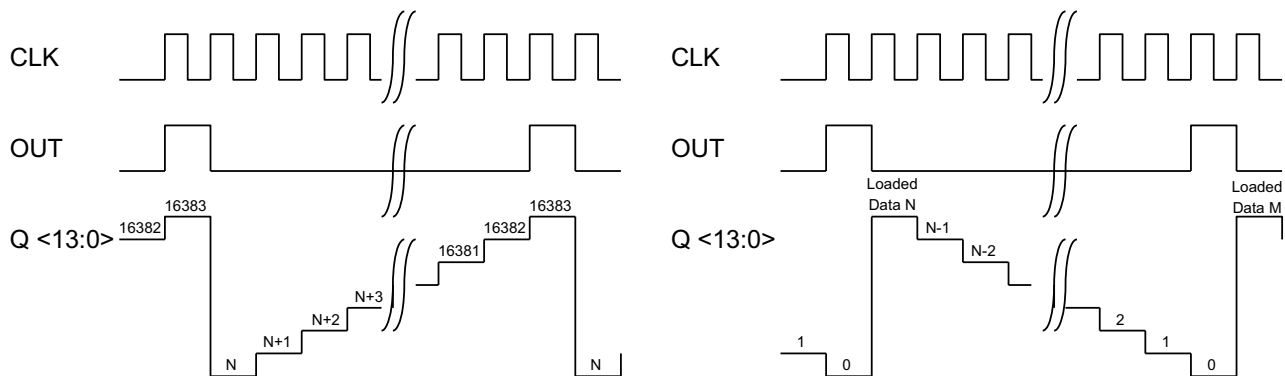 CLK
OUT
Q <13:0>
16382
16383
N
N+1
N+2
N+3
16381
16382
16383
N
CLK
OUT
Q <13:0>
1
0
Loaded
Data N
N-1
N-2
2
1
0
Loaded
Data M